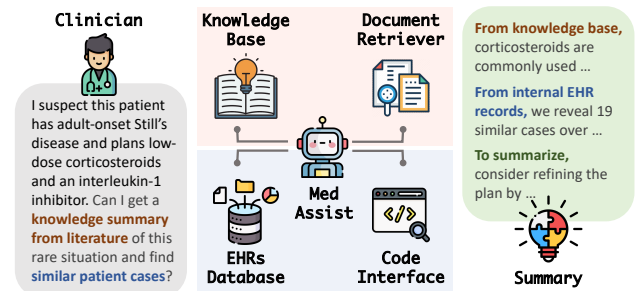 Clinician
I suspect this patient
has adult-onset Still's
disease and plans low-
dose corticosteroids
and an interleukin-1
inhibitor. Can I get a
knowledge summary
from literature of this
rare situation and find
similar patient cases?
Knowledge
Base
Document
Retriever
Med
Assist
EHRs
Database
</>
Code
Interface
From knowledge base,
corticosteroids are
commonly used ...
From internal EHR
records, we reveal 19
similar cases over ...
To summarize,
consider refining the
plan by ...
Summary